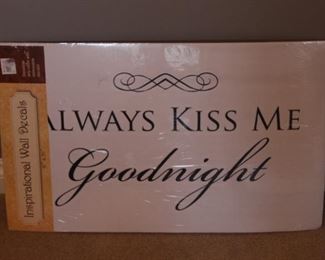 Inspirational Wall Decals
ALWAYS KISS ME
Goodnight